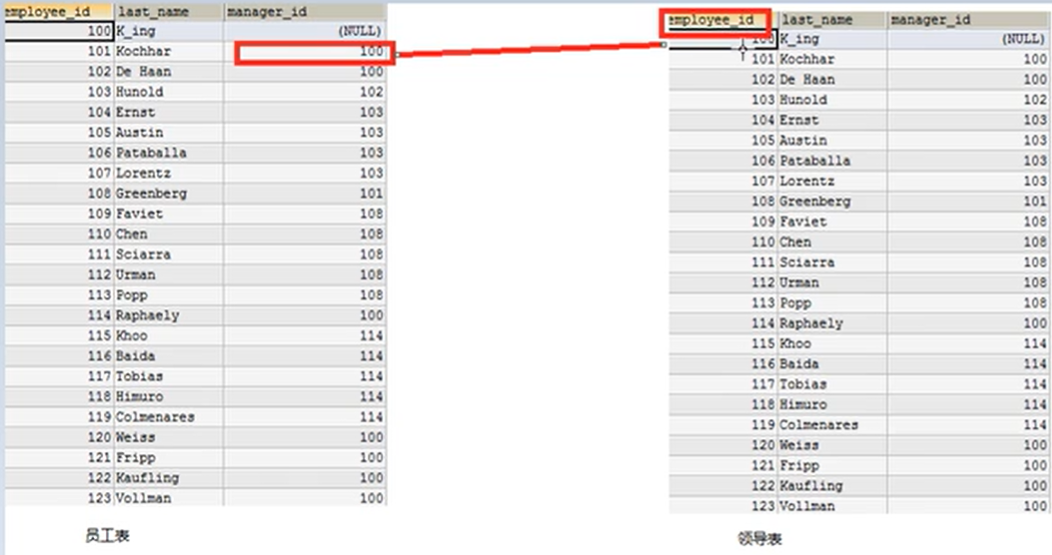 employee_id last_name manager_id
100 K_ing (NULL)
101 Kochhar 100
102 De Haan 100
103 Hunold 102
104 Ernst 103
105 Austin 103
106 Pataballa 103
107 Lorentz 103
108 Greenberg 101
109 Faviet 108
110 Chen 108
111 Sciarra 108
112 Urman 108
113 Popp 108
114 Raphaely 100
115 Khoo 114
116 Baida 114
117 Tobias 114
118 Himuro 114
119 Colmenares 114
120 Weiss 100
121 Fripp 100
122 Kaufling 100
123 Vollman 100
员工表
employee_id last_name manager_id
100 K_ing (NULL)
101 Kochhar 100
102 De Haan 100
103 Hunold 102
104 Ernst 103
105 Austin 103
106 Pataballa 103
107 Lorentz 103
108 Greenberg 101
109 Faviet 108
110 Chen 108
111 Sciarra 108
112 Urman 108
113 Popp 108
114 Raphaely 100
115 Khoo 114
116 Baida 114
117 Tobias 114
118 Himuro 114
119 Colmenares 114
120 Weiss 100
121 Fripp 100
122 Kaufling 100
123 Vollman 100
领导表